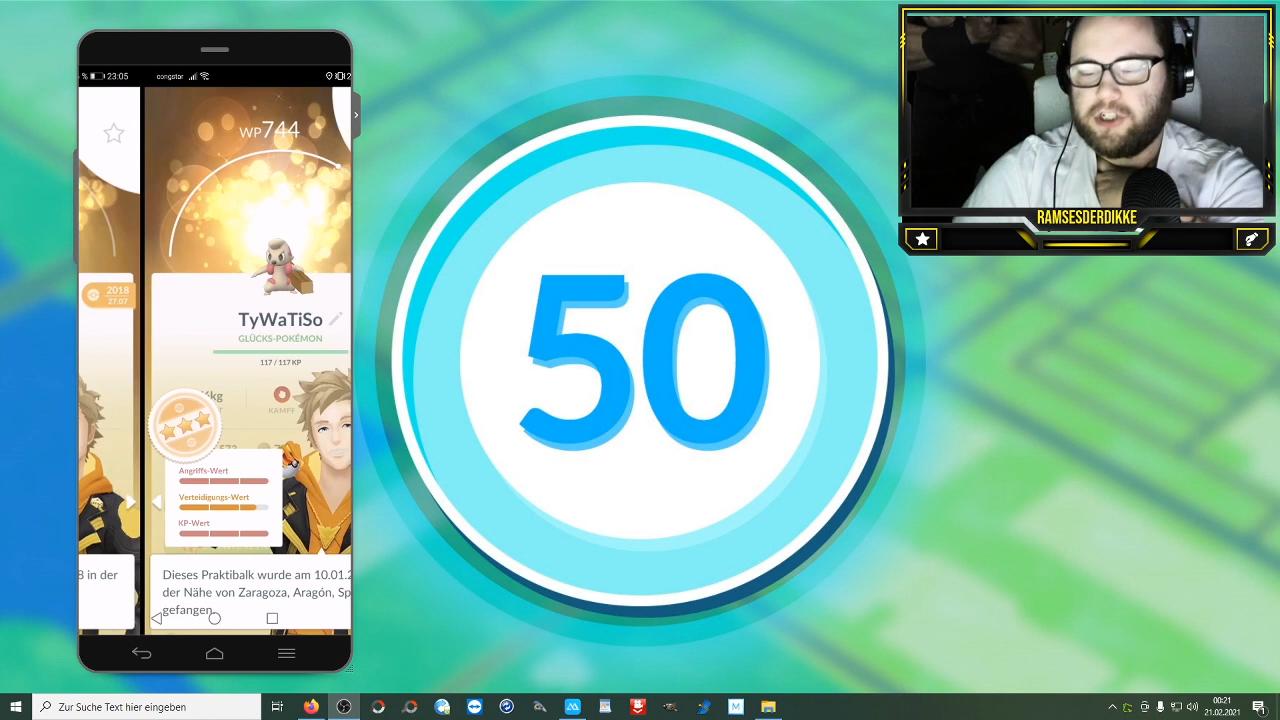 % 23:05 congstar
WP744
2018
27.07
TyWaTiSo
GLÜCKS-POKÉMON
117 / 117 KP
kg
KAMPF
Angriffs-Wert
Verteidigungs-Wert
KP-Wert
8 in der
Dieses Praktibalk wurde am 10.01.2
der Nähe von Zaragoza, Aragón, Sp
gefangen.
50
RAMSESDERDIKKE
Zur Suche Text hier eingeben
M
00:21
21.02.2021